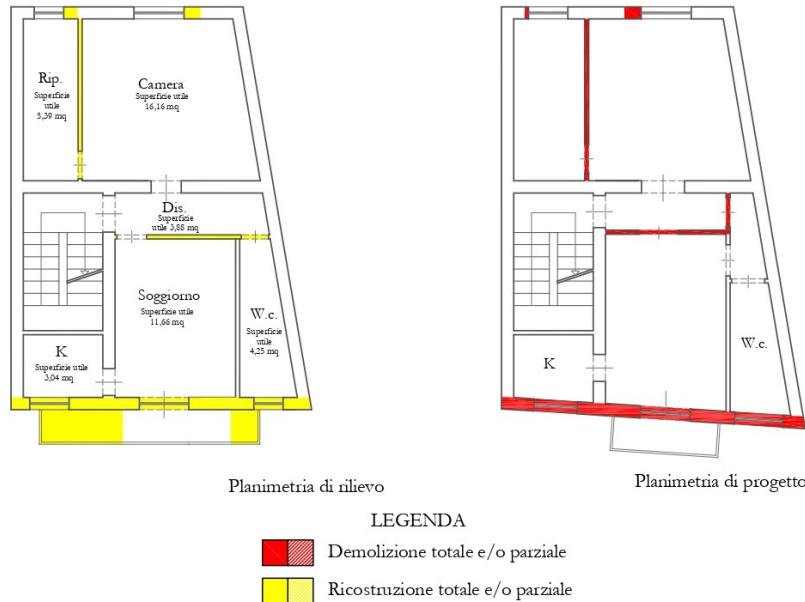 Rip.
Superficie
utile
5,39 mq
Camera
Superficie utile
16,16 mq
Dis.
Superficie
utile 3,88 mq
Soggiorno
Superficie utile
11,66 mq
W.c.
Superficie
utile
4,25 mq
K
Superficie utile
3,04 mq
K
W.c.
Planimetria di rilievo
Planimetria di progetto
LEGENDA
Demolizione totale e/o parziale
Ricostruzione totale e/o parziale